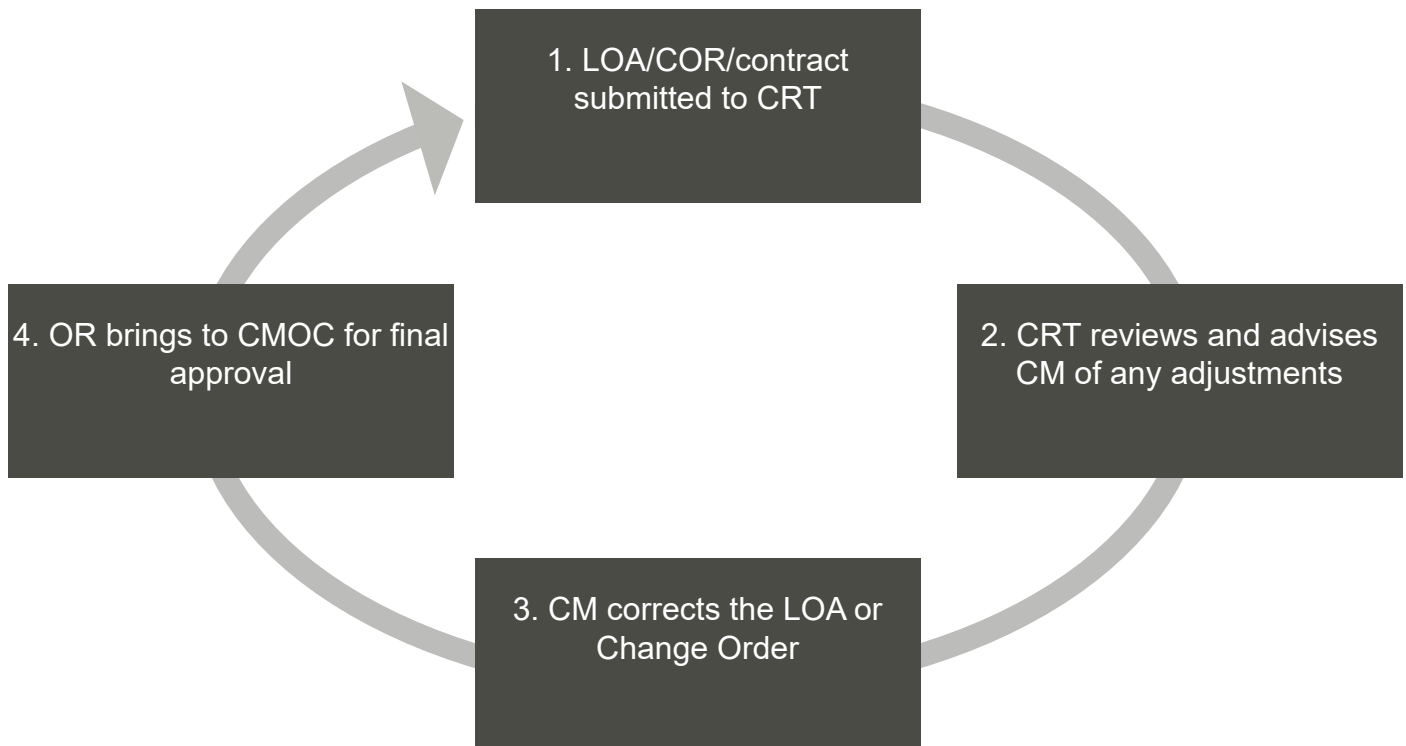 1. LOA/COR/contract
submitted to CRT
2. CRT reviews and advises
CM of any adjustments
3. CM corrects the LOA or
Change Order
4. OR brings to CMOC for final
approval